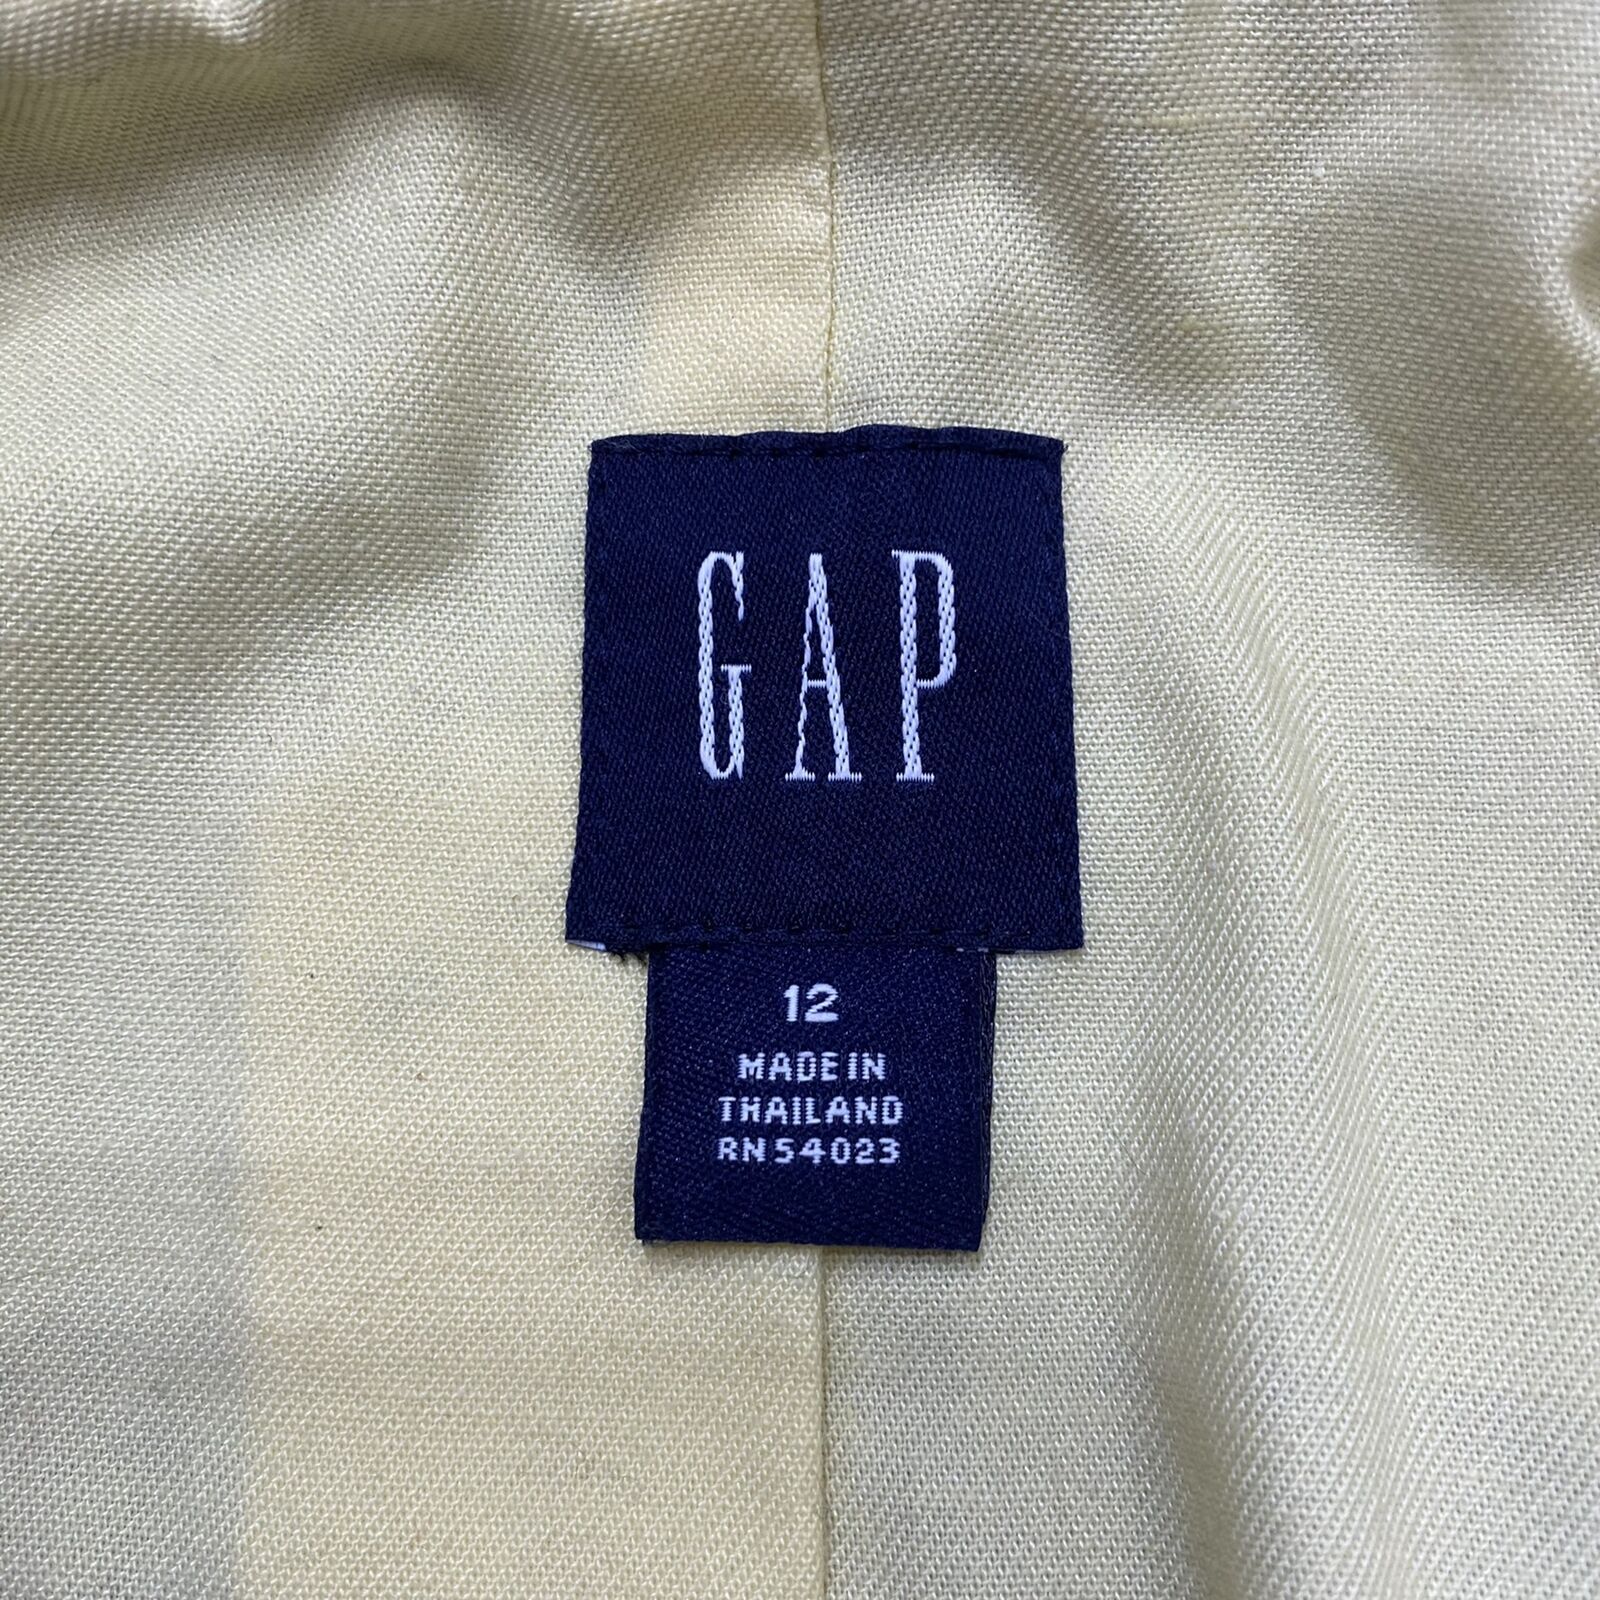 GAP
12
MADE IN
THAILAND
RN54023